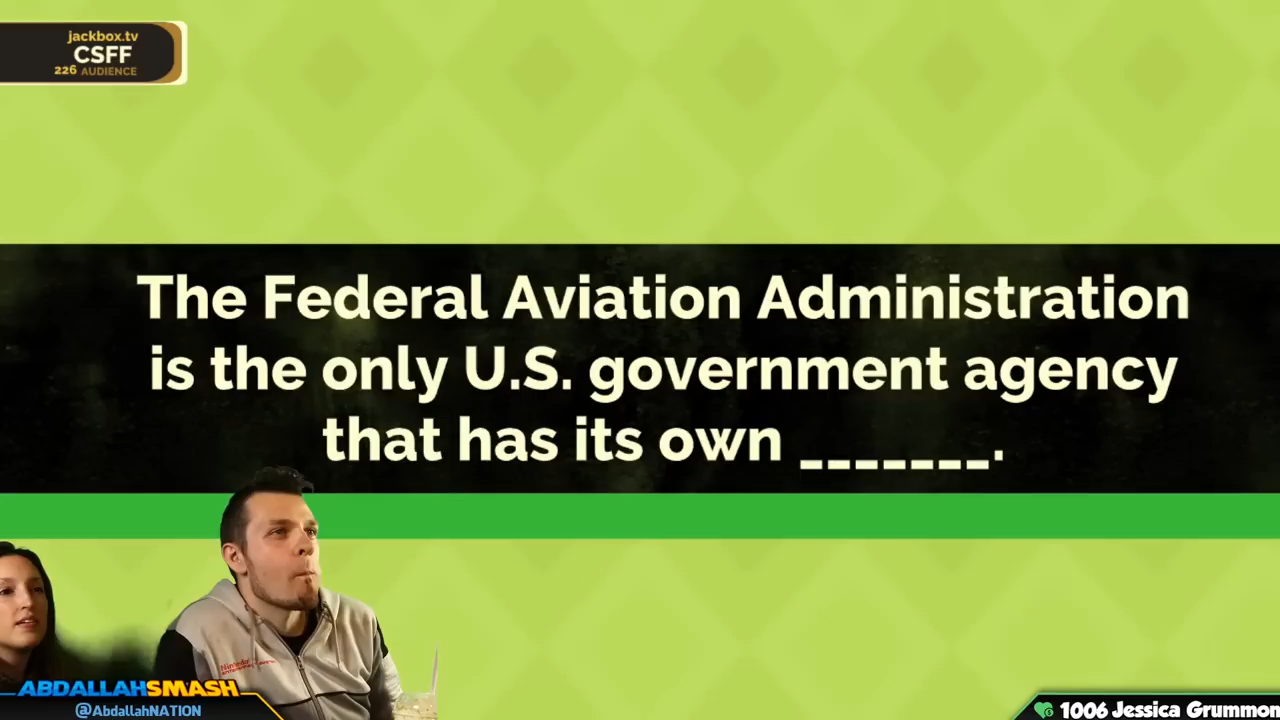 jackbox.tv
CSFF
226 AUDIENCE
The Federal Aviation Administration
is the only U.S. government agency
that has its own _______.
ABDALLAHSMASH
@AbdallahNATION
1006 Jessica Grummon